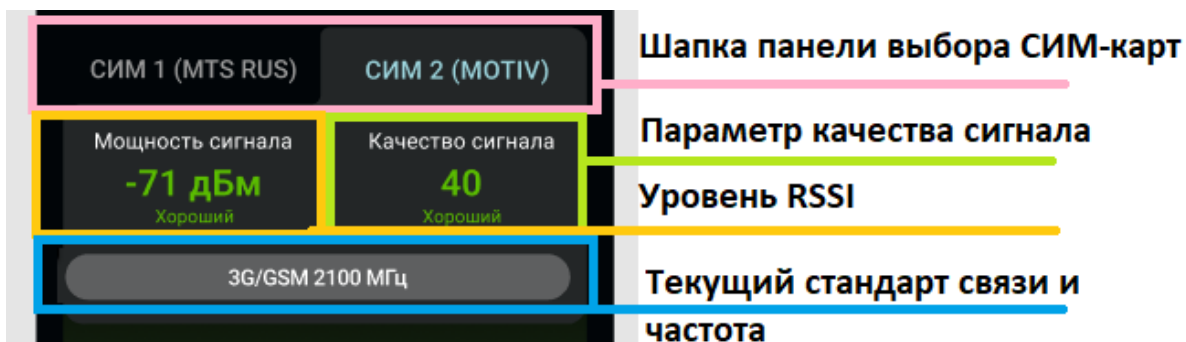 СИМ 1 (MTS RUS)
СИМ 2 (MOTIV)
Шапка панели выбора СИМ-карт
Мощность сигнала
-71 дБм
Хороший
Качество сигнала
40
Хороший
Параметр качества сигнала
Уровень RSSI
3G/GSM 2100 МГц
Текущий стандарт связи и
частота